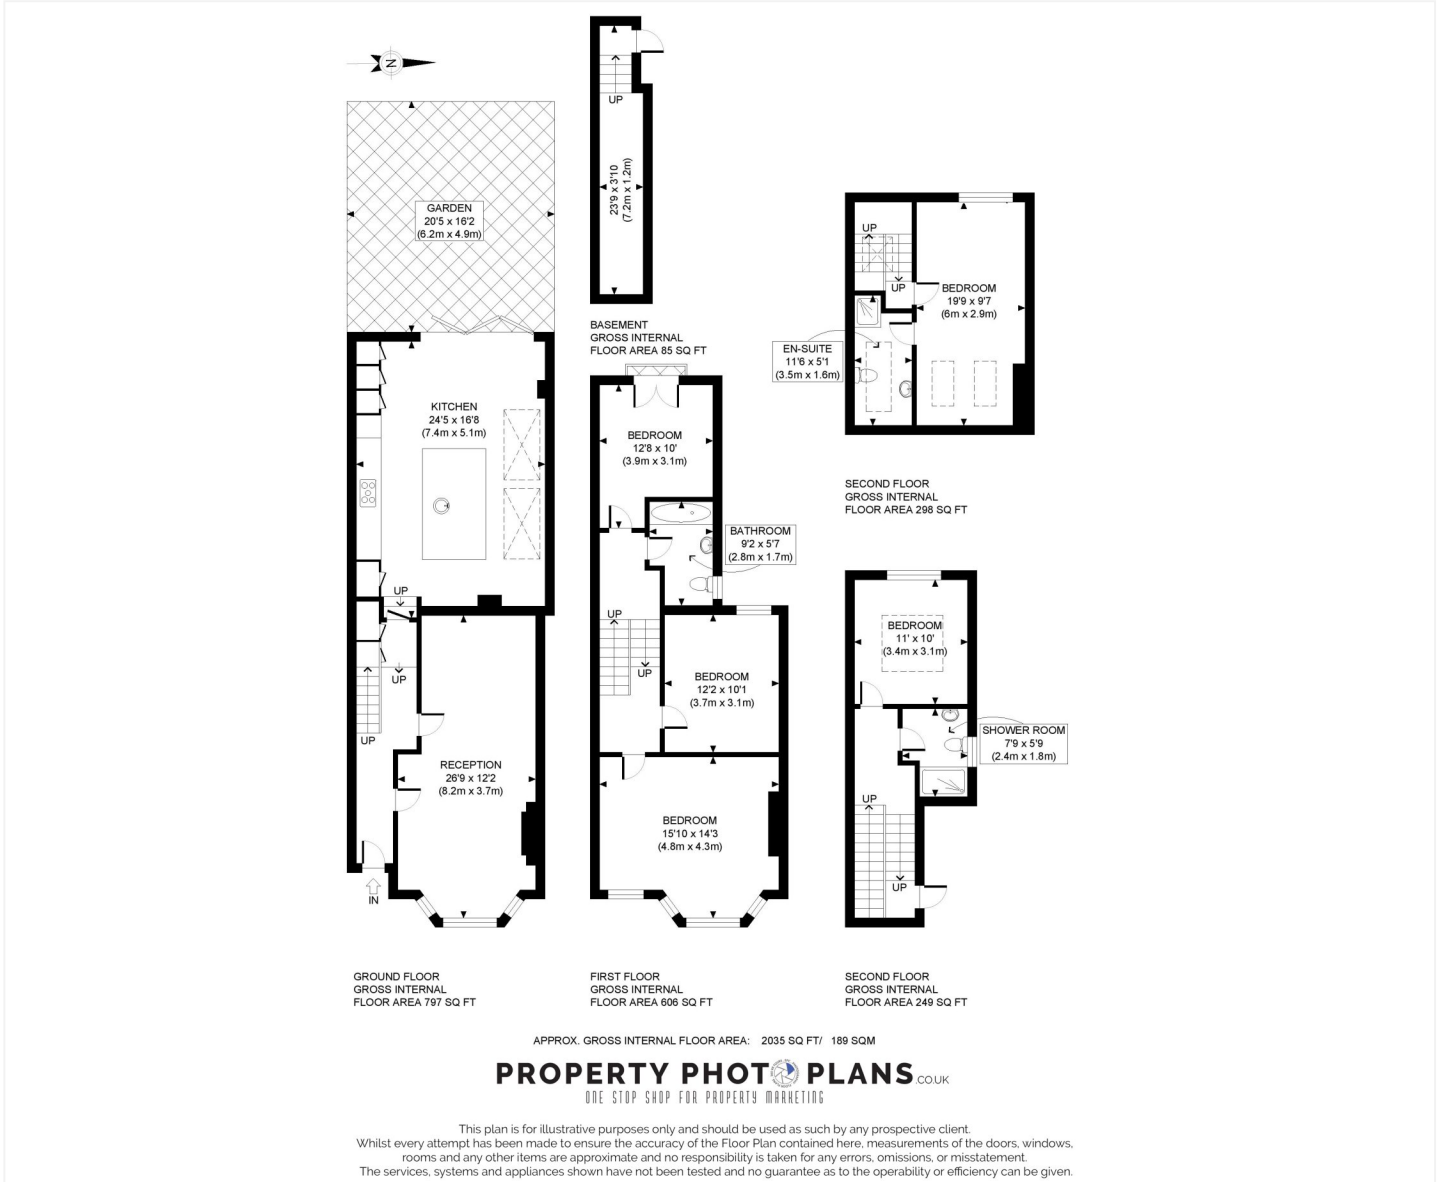 N
GARDEN
20'5 x 16'2
(6.2m x 4.9m)
KITCHEN
24'5 x 16'8
(7.4m x 5.1m)
UP
UP
UP
RECEPTION
26'9 x 12'2
(8.2m x 3.7m)
IN
GROUND FLOOR
GROSS INTERNAL
FLOOR AREA 797 SQ FT
UP
23'9 x 3'10
(7.2m x 1.2m)
BASEMENT
GROSS INTERNAL
FLOOR AREA 85 SQ FT
BEDROOM
12'8 x 10'
(3.9m x 3.1m)
BATHROOM
9'2 x 5'7
(2.8m x 1.7m)
UP
UP
BEDROOM
12'2 x 10'1
(3.7m x 3.1m)
BEDROOM
15'10 x 14'3
(4.8m x 4.3m)
FIRST FLOOR
GROSS INTERNAL
FLOOR AREA 606 SQ FT
UP
UP
BEDROOM
19'9 x 9'7
(6m x 2.9m)
EN-SUITE
11'6 x 5'1
(3.5m x 1.6m)
SECOND FLOOR
GROSS INTERNAL
FLOOR AREA 298 SQ FT
BEDROOM
11' x 10'
(3.4m x 3.1m)
SHOWER ROOM
7'9 x 5'9
(2.4m x 1.8m)
UP
UP
SECOND FLOOR
GROSS INTERNAL
FLOOR AREA 249 SQ FT
APPROX. GROSS INTERNAL FLOOR AREA: 2035 SQ FT/ 189 SQM
PROPERTY PHOTO PLANS.CO.UK
ONE STOP SHOP FOR PROPERTY MARKETING
This plan is for illustrative purposes only and should be used as such by any prospective client.
Whilst every attempt has been made to ensure the accuracy of the Floor Plan contained here, measurements of the doors, windows,
rooms and any other items are approximate and no responsibility is taken for any errors, omissions, or misstatement.
The services, systems and appliances shown have not been tested and no guarantee as to the operability or efficiency can be given.